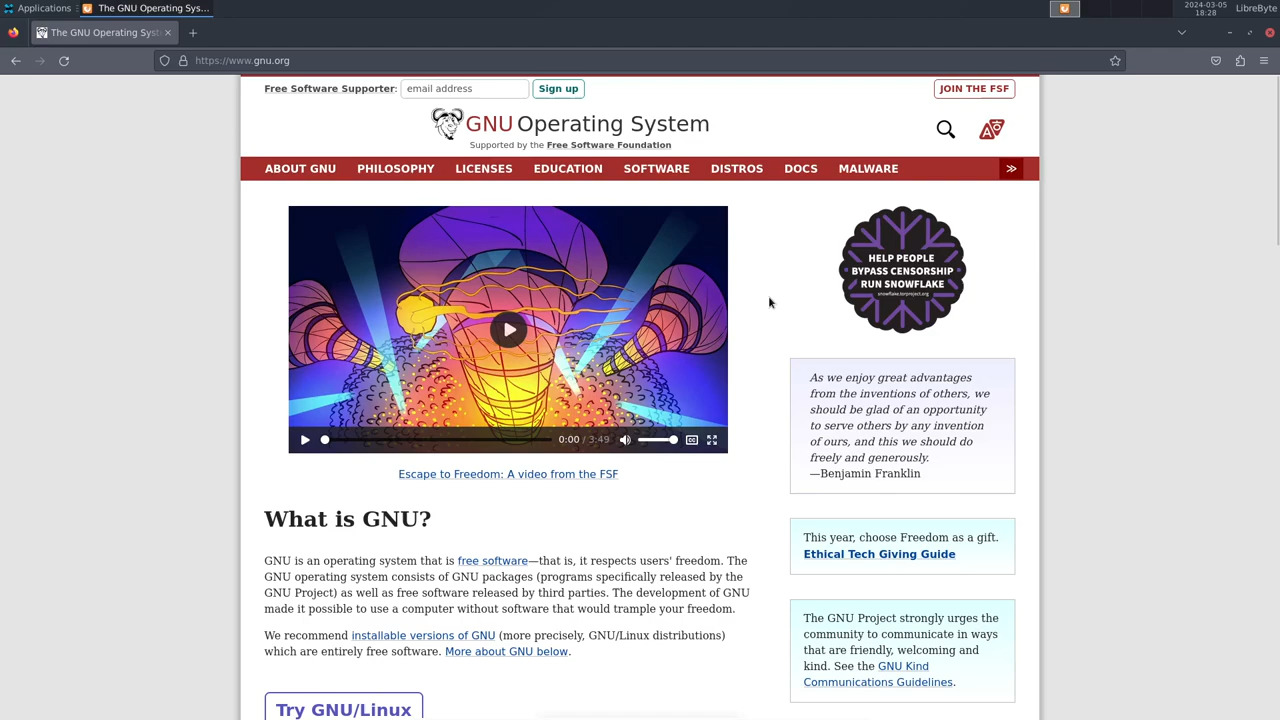 Applications
The GNU Operating Sys...
2024-03-05
18:28
LibreByte
The GNU Operating Syst
https://www.gnu.org
Free Software Supporter:
email address
Sign up
JOIN THE FSF
GNU Operating System
Supported by the Free Software Foundation
ABOUT GNU PHILOSOPHY LICENSES EDUCATION SOFTWARE DISTROS DOCS MALWARE
HELP PEOPLE
BYPASS CENSORSHIP
RUN SNOWFLAKE
snowflake.torproject.org
0:00 / 3:49
CC
Escape to Freedom: A video from the FSF
As we enjoy great advantages
from the inventions of others, we
should be glad of an opportunity
to serve others by any invention
of ours, and this we should do
freely and generously.
—Benjamin Franklin
What is GNU?
GNU is an operating system that is free software—that is, it respects users' freedom. The
GNU operating system consists of GNU packages (programs specifically released by the
GNU Project) as well as free software released by third parties. The development of GNU
made it possible to use a computer without software that would trample your freedom.
We recommend installable versions of GNU (more precisely, GNU/Linux distributions)
which are entirely free software. More about GNU below.
Try GNU/Linux
This year, choose Freedom as a gift.
Ethical Tech Giving Guide
The GNU Project strongly urges the
community to communicate in ways
that are friendly, welcoming and
kind. See the GNU Kind
Communications Guidelines.